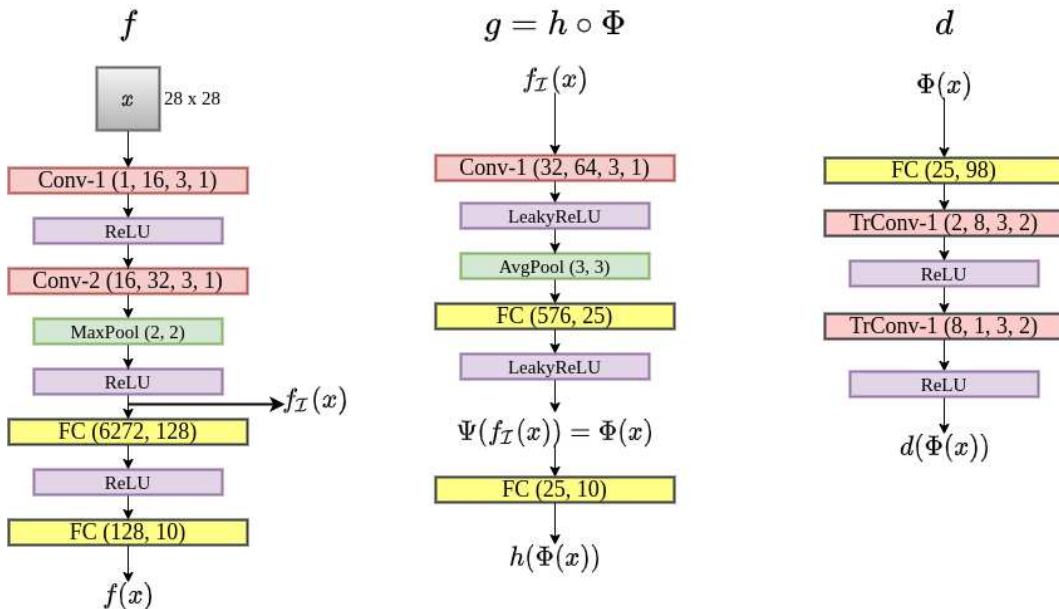 f
x
28 x 28
Conv-1 (1, 16, 3, 1)
ReLU
Conv-2 (16, 32, 3, 1)
MaxPool (2, 2)
ReLU
f_ℐ(x)
FC (6272, 128)
ReLU
FC (128, 10)
f(x)
g = h ∘ Φ
f_ℐ(x)
Conv-1 (32, 64, 3, 1)
LeakyReLU
AvgPool (3, 3)
FC (576, 25)
LeakyReLU
Ψ(f_ℐ(x)) = Φ(x)
FC (25, 10)
h(Φ(x))
d
Φ(x)
FC (25, 98)
TrConv-1 (2, 8, 3, 2)
ReLU
TrConv-1 (8, 1, 3, 2)
ReLU
d(Φ(x))